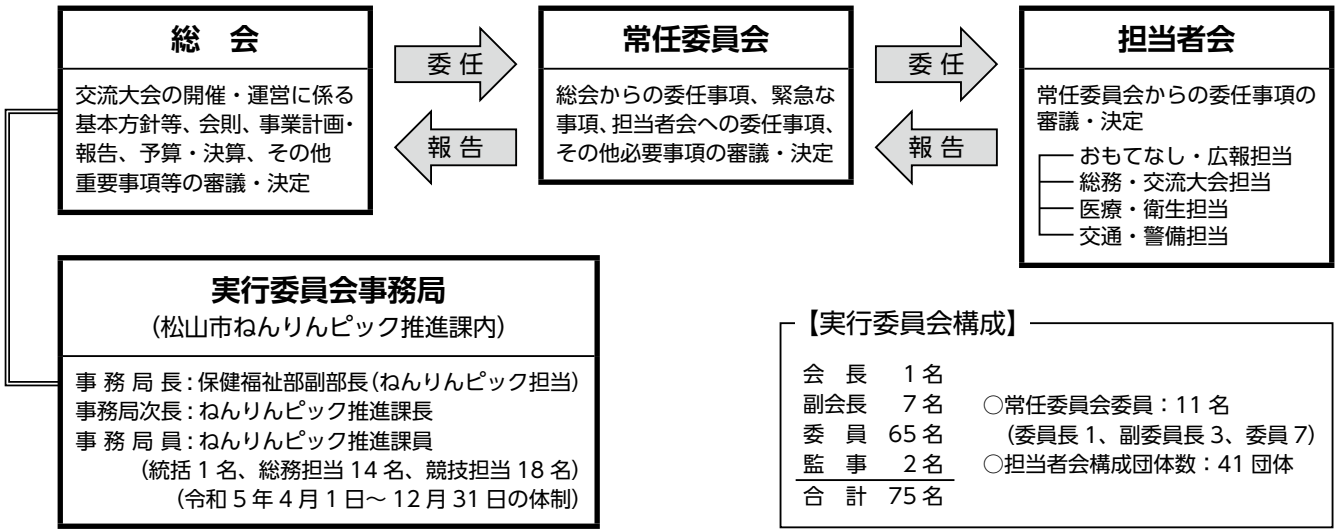 総　会
交流大会の開催・運営に係る
基本方針等、会則、事業計画・
報告、予算・決算、その他
重要事項等の審議・決定
委任
報告
常任委員会
総会からの委任事項、緊急な
事項、担当者会への委任事項、
その他必要事項の審議・決定
委任
報告
担当者会
常任委員会からの委任事項の
審議・決定
おもてなし・広報担当
総務・交流大会担当
医療・衛生担当
交通・警備担当
実行委員会事務局
（松山市ねんりんピック推進課内）
事 務 局 長：保健福祉部副部長（ねんりんピック担当）
事務局次長：ねんりんピック推進課長
事 務 局 員：ねんりんピック推進課員
（統括 1 名、総務担当 14 名、競技担当 18 名）
（令和 5 年 4 月 1 日～ 12 月 31 日の体制）
【実行委員会構成】
会　長　1 名
副会長　7 名
委　員　65 名
監　事　2 名
合　計　75 名
○常任委員会委員：11 名
（委員長 1、副委員長 3、委員 7）
○担当者会構成団体数：41 団体